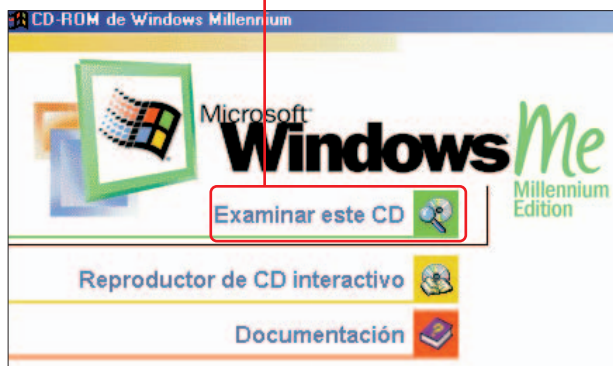 CD-ROM de Windows Millennium
Microsoft
Windows Me
Millennium
Edition
Examinar este CD
Reproductor de CD interactivo
Documentación